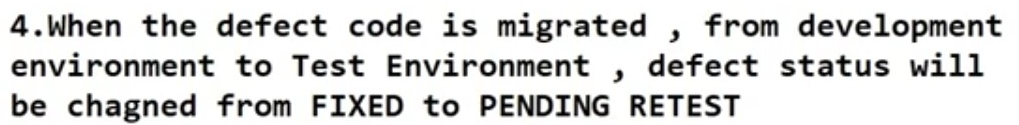 4.When the defect code is migrated , from development
environment to Test Environment , defect status will
be chagned from FIXED to PENDING RETEST